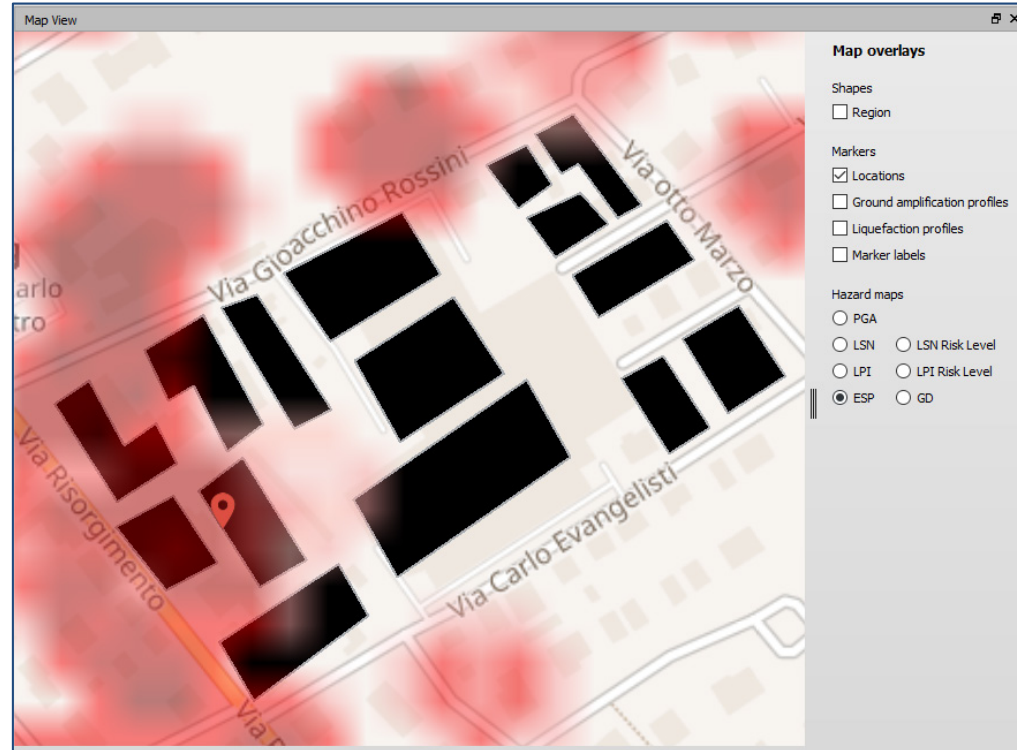 Map View
Map overlays
Shapes
Region
Markers
Locations
Ground amplification profiles
Liquefaction profiles
Marker labels
Hazard maps
PGA
LSN LSN Risk Level
LPI LPI Risk Level
ESP GD
Via Gioacchino Rossini
Via otto Marzo
arlo
tro
Via Risorgimento
Via Carlo Evangelisti
Via